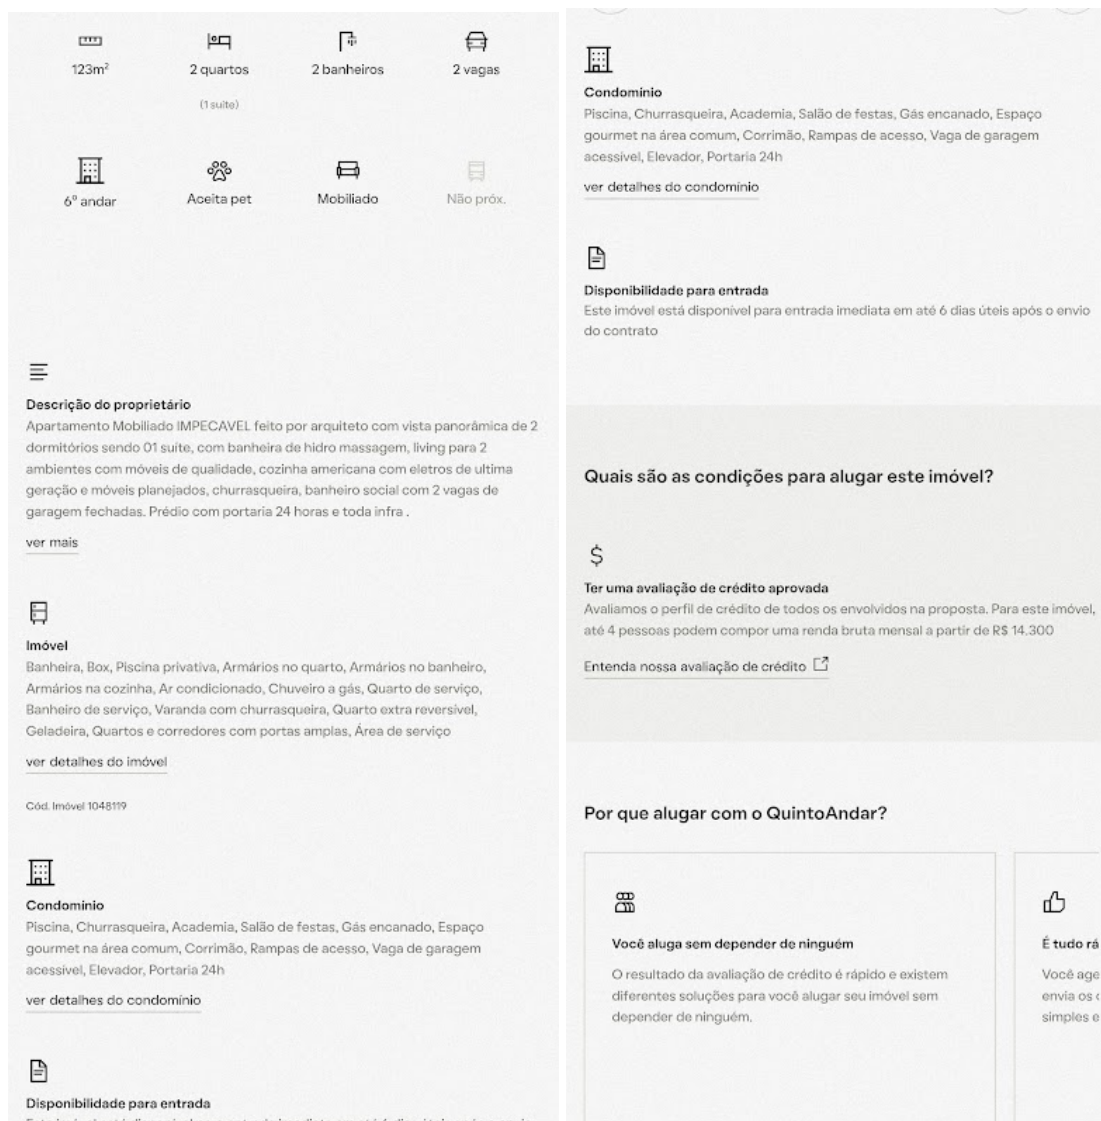 123m²
2 quartos
2 banheiros
2 vagas
(1 suíte)
6º andar
Aceita pet
Mobiliado
Não próx.
Descrição do proprietário
Apartamento Mobiliado IMPECAVEL feito por arquiteto com vista panorâmica de 2
dormitórios sendo 01 suíte, com banheira de hidro massagem, living para 2
ambientes com móveis de qualidade, cozinha americana com eletros de ultima
geração e móveis planejados, churrasqueira, banheiro social com 2 vagas de
garagem fechadas. Prédio com portaria 24 horas e toda infra .
ver mais
Imóvel
Banheira, Box, Piscina privativa, Armários no quarto, Armários no banheiro,
Armários na cozinha, Ar condicionado, Chuveiro a gás, Quarto de serviço,
Banheiro de serviço, Varanda com churrasqueira, Quarto extra reversível,
Geladeira, Quartos e corredores com portas amplas, Área de serviço
ver detalhes do imóvel
Cód. Imóvel 1048119
Condomínio
Piscina, Churrasqueira, Academia, Salão de festas, Gás encanado, Espaço
gourmet na área comum, Corrimão, Rampas de acesso, Vaga de garagem
acessível, Elevador, Portaria 24h
ver detalhes do condomínio
Disponibilidade para entrada
Condomínio
Piscina, Churrasqueira, Academia, Salão de festas, Gás encanado, Espaço
gourmet na área comum, Corrimão, Rampas de acesso, Vaga de garagem
acessível, Elevador, Portaria 24h
ver detalhes do condomínio
Disponibilidade para entrada
Este imóvel está disponível para entrada imediata em até 6 dias úteis após o envio
do contrato
Quais são as condições para alugar este imóvel?
Ter uma avaliação de crédito aprovada
Avaliamos o perfil de crédito de todos os envolvidos na proposta. Para este imóvel,
até 4 pessoas podem compor uma renda bruta mensal a partir de R$ 14.300
Entenda nossa avaliação de crédito
Por que alugar com o QuintoAndar?
Você aluga sem depender de ninguém
O resultado da avaliação de crédito é rápido e existem
diferentes soluções para você alugar seu imóvel sem
depender de ninguém.
É tudo rá
Você age
envia os
simples e